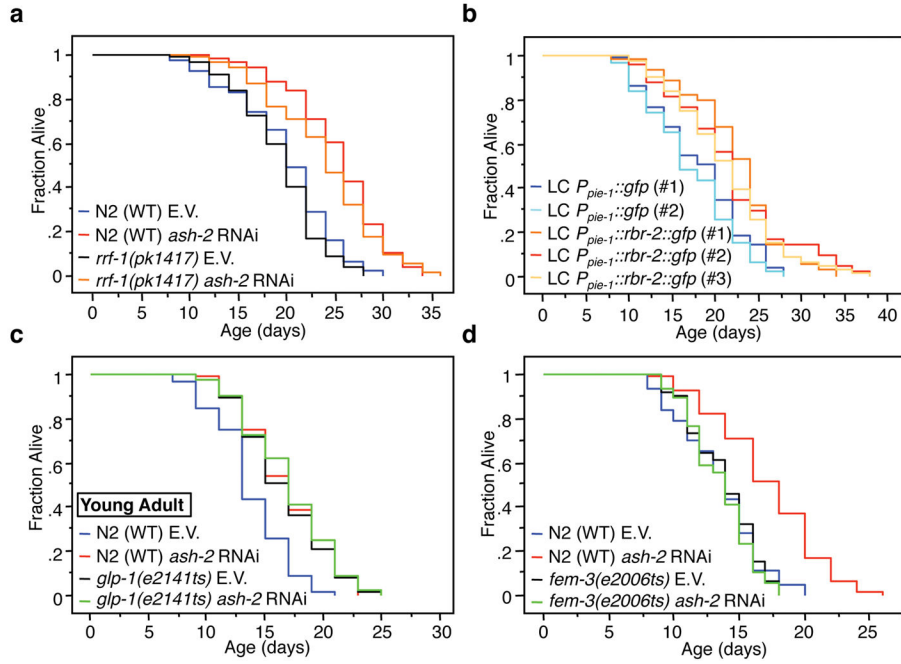 a
Fraction Alive
1
.8
.6
.4
.2
0
N2 (WT) E.V.
N2 (WT) ash-2 RNAi
rrf-1(pk1417) E.V.
rrf-1(pk1417) ash-2 RNAi
0 5 10 15 20 25 30 35
Age (days)
b
Fraction Alive
1
.8
.6
.4
.2
0
LC Ppie-1::gfp (#1)
LC Ppie-1::gfp (#2)
LC Ppie-1::rbr-2::gfp (#1)
LC Ppie-1::rbr-2::gfp (#2)
LC Ppie-1::rbr-2::gfp (#3)
0 5 10 15 20 25 30 35 40
Age (days)
c
Fraction Alive
1
.8
.6
.4
.2
0
Young Adult
N2 (WT) E.V.
N2 (WT) ash-2 RNAi
glp-1(e2141ts) E.V.
glp-1(e2141ts) ash-2 RNAi
0 5 10 15 20 25 30
Age (days)
d
Fraction Alive
1
.8
.6
.4
.2
0
N2 (WT) E.V.
N2 (WT) ash-2 RNAi
fem-3(e2006ts) E.V.
fem-3(e2006ts) ash-2 RNAi
0 5 10 15 20 25
Age (days)